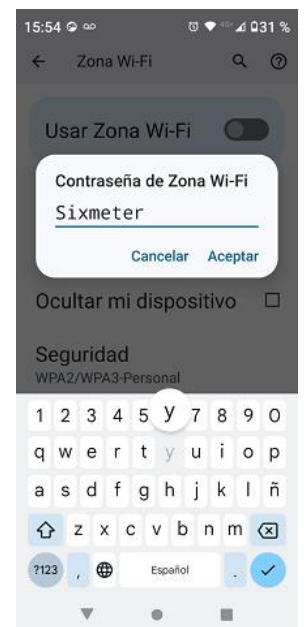 15:54 4G+ 31 %
Zona Wi-Fi
Usar Zona Wi-Fi
Contraseña de Zona Wi-Fi
Sixmeter
Cancelar Aceptar
Ocultar mi dispositivo
Seguridad
WPA2/WPA3-Personal
1 2 3 4 5 y 7 8 9 0
q w e r t y u i o p
a s d f g h j k l ñ
z x c v b n m
?123 , Español .